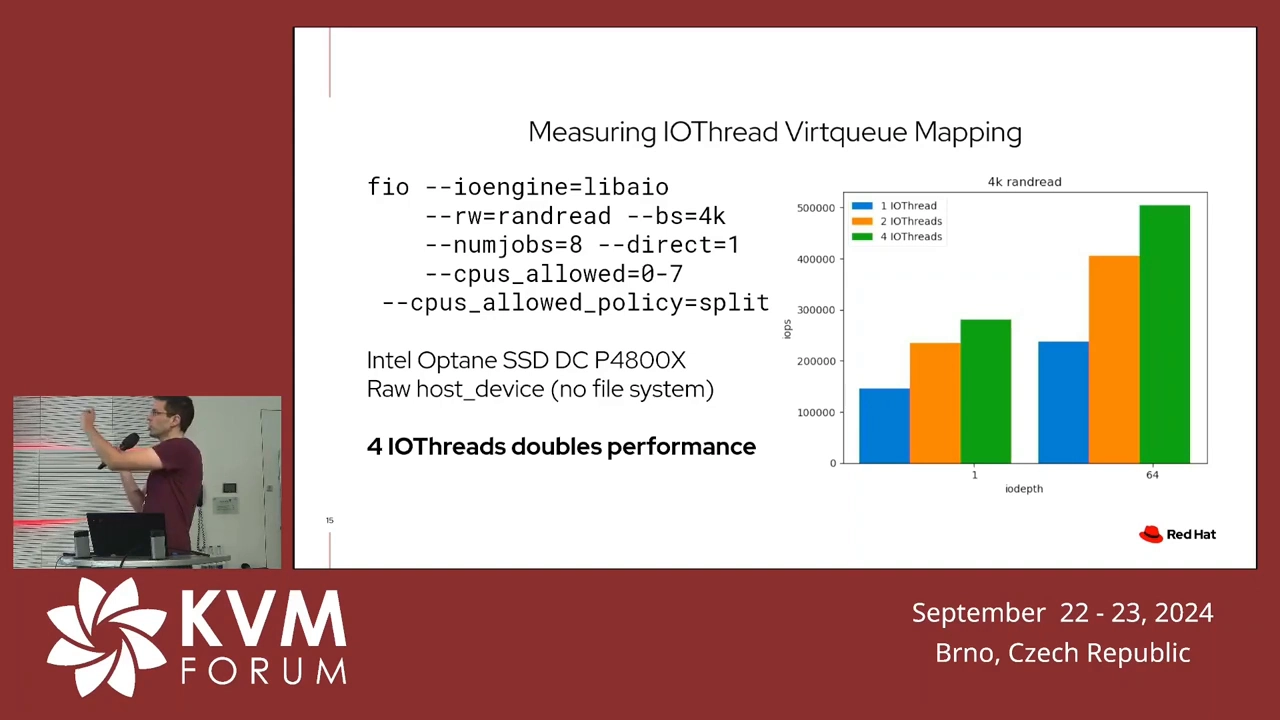 Measuring IOThread Virtqueue Mapping
fio --ioengine=libaio
--rw=randread --bs=4k
--numjobs=8 --direct=1
--cpus_allowed=0-7
--cpus_allowed_policy=split
Intel Optane SSD DC P4800X
Raw host_device (no file system)
4 IOThreads doubles performance
4k randread
1 IOThread
2 IOThreads
4 IOThreads
500000
400000
300000
200000
100000
0
iops
1
64
iodepth
15
Red Hat
KVM
FORUM
September 22 - 23, 2024
Brno, Czech Republic